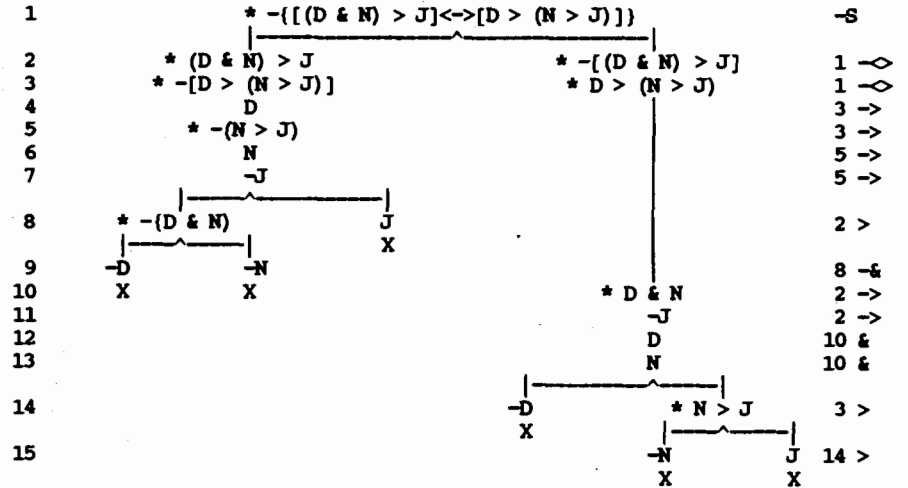 1 * -{[(D & N) > J]<->[D > (N > J)]} -S
2 * (D & N) > J * -[(D & N) > J] 1 -<>
3 * -[D > (N > J)] * D > (N > J) 1 -<>
4 D 3 ->
5 * -(N > J) 3 ->
6 N 5 ->
7 -J 5 ->
8 * -(D & N) J 2 >
X
9 -D -N 8 -&
10 X X * D & N 2 ->
11 -J 2 ->
12 D 10 &
13 N 10 &
14 -D * N > J 3 >
X
15 -N J 14 >
X X